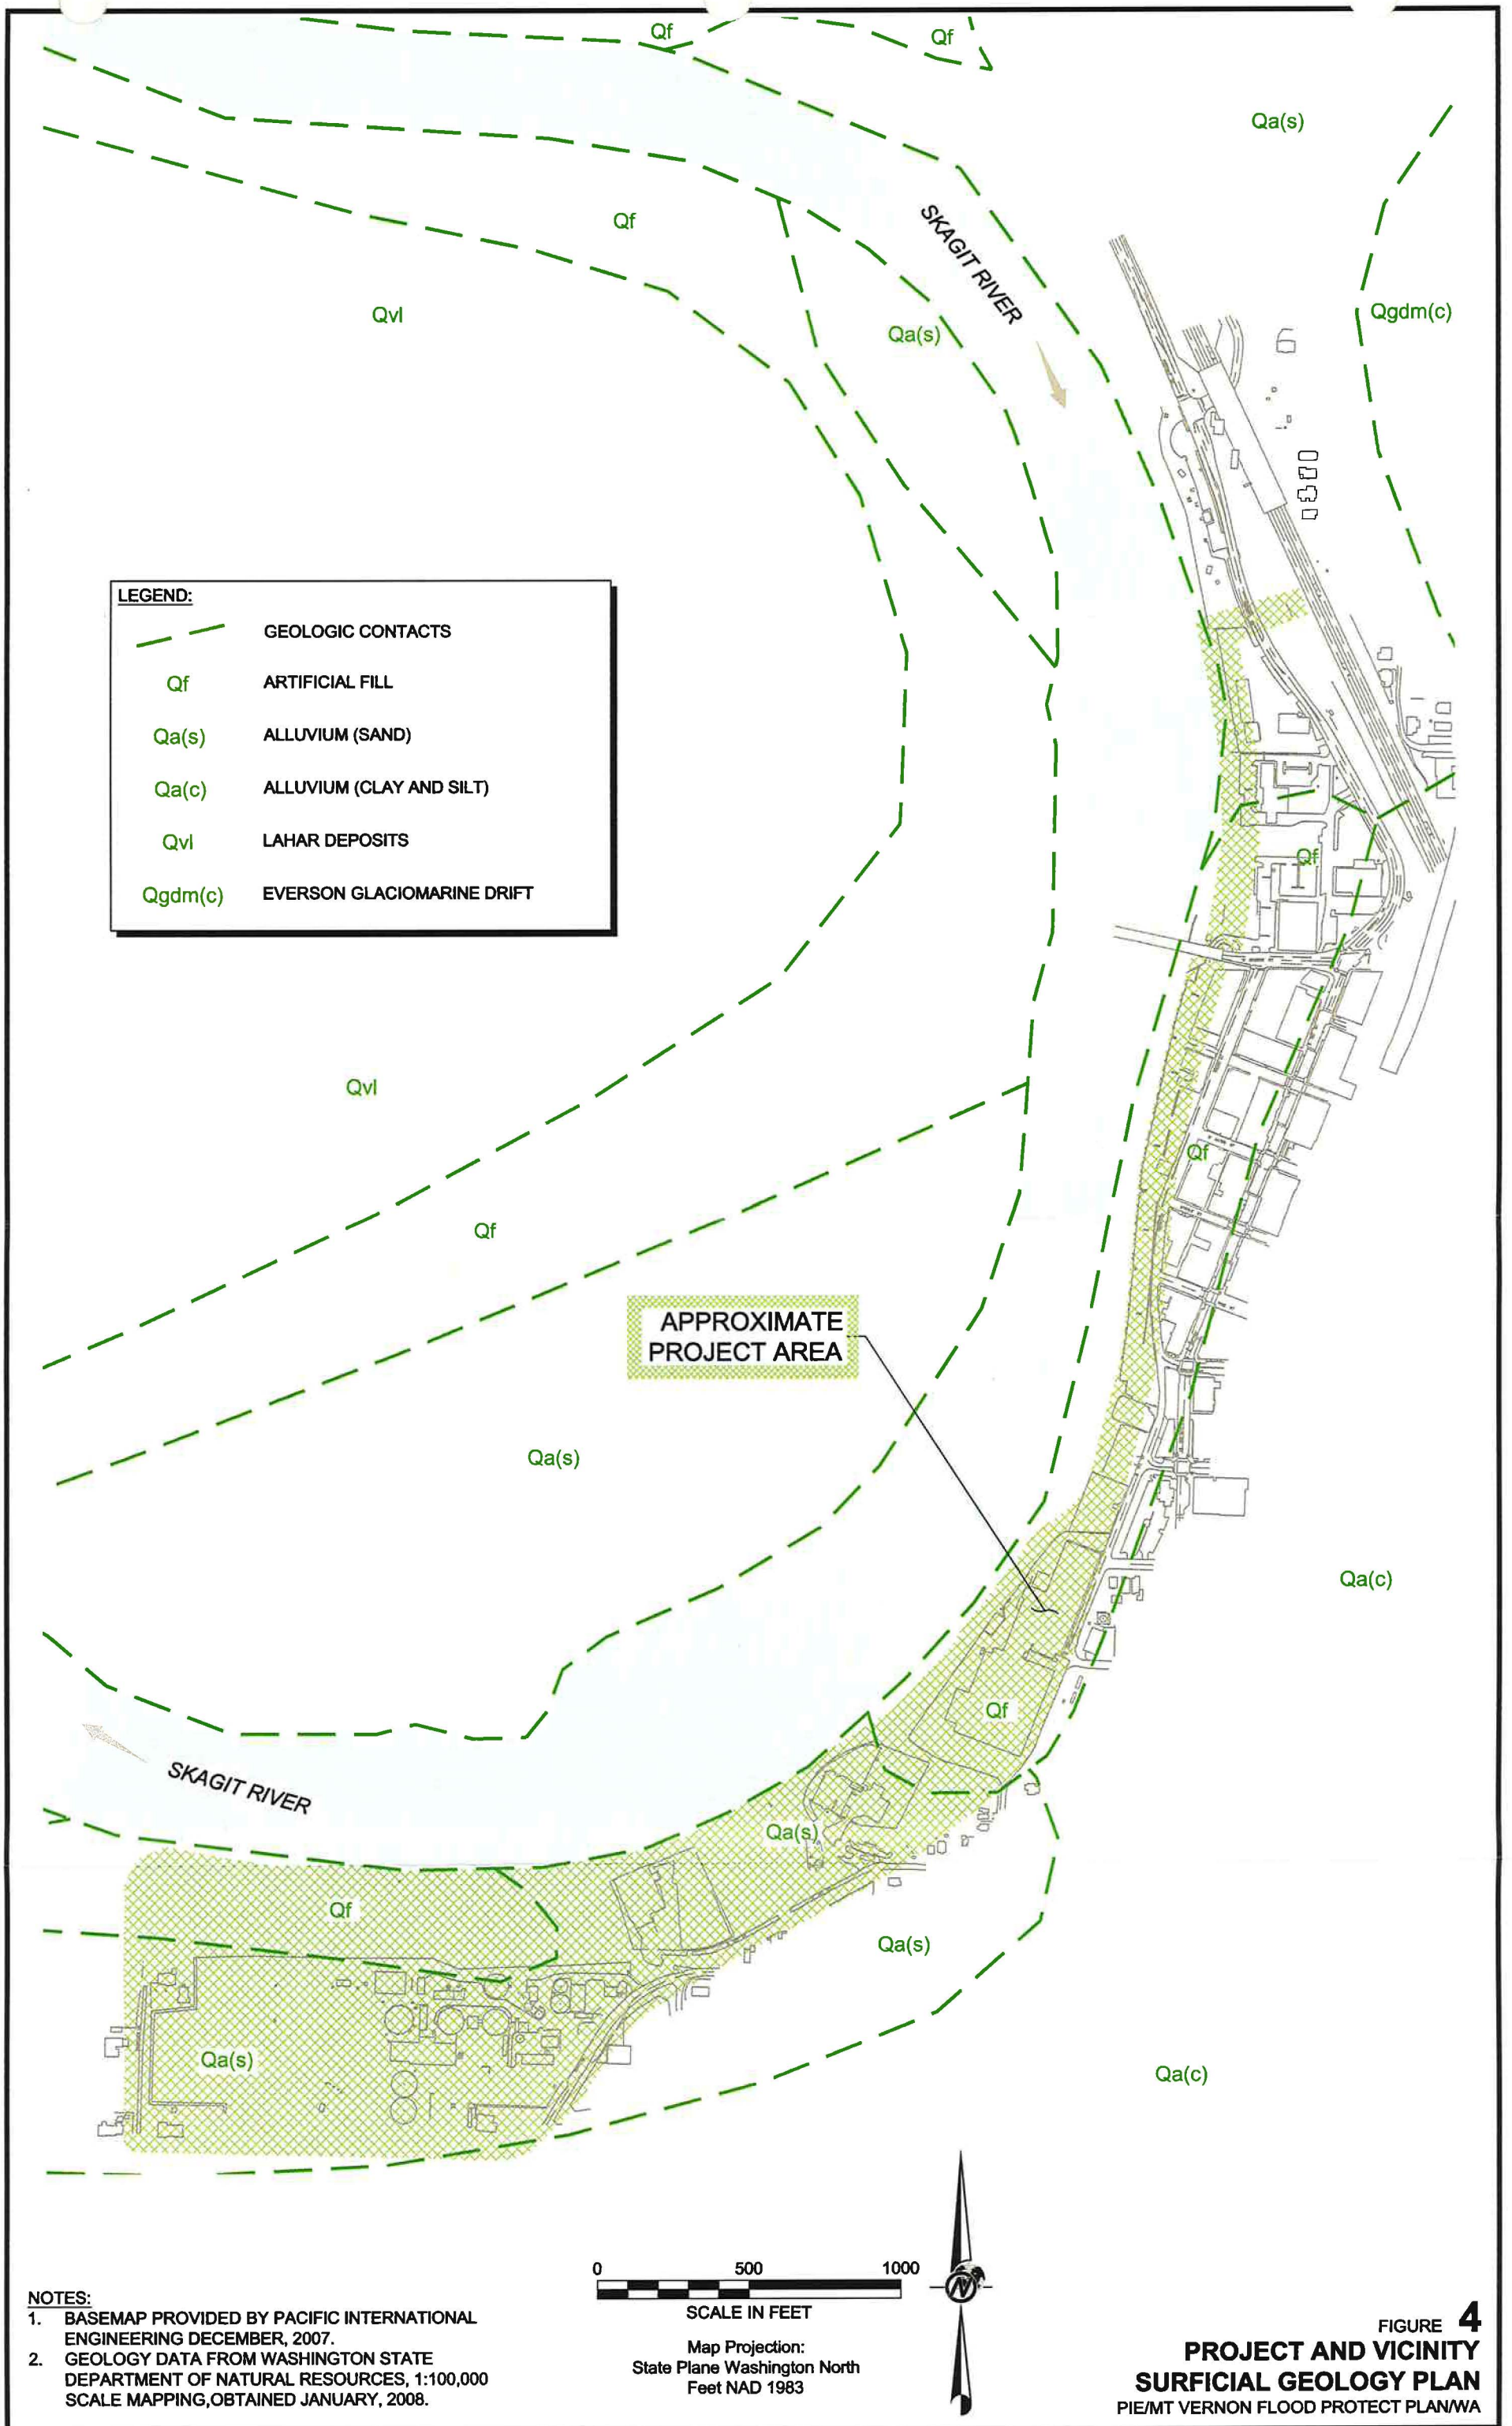 Qf
Qf
Qa(s)
Qf
SKAGIT RIVER
Qvl
Qa(s)
Qgdm(c)
LEGEND:
GEOLOGIC CONTACTS
Qf ARTIFICIAL FILL
Qa(s) ALLUVIUM (SAND)
Qa(c) ALLUVIUM (CLAY AND SILT)
Qvl LAHAR DEPOSITS
Qgdm(c) EVERSON GLACIOMARINE DRIFT
Qf
Qvl
Qf
Qf
APPROXIMATE
PROJECT AREA
Qa(s)
Qa(c)
Qf
SKAGIT RIVER
Qa(s)
Qf
Qa(s)
Qa(s)
Qa(c)
0 500 1000
SCALE IN FEET
Map Projection:
State Plane Washington North
Feet NAD 1983
N
NOTES:
1. BASEMAP PROVIDED BY PACIFIC INTERNATIONAL
ENGINEERING DECEMBER, 2007.
2. GEOLOGY DATA FROM WASHINGTON STATE
DEPARTMENT OF NATURAL RESOURCES, 1:100,000
SCALE MAPPING,OBTAINED JANUARY, 2008.
FIGURE 4
PROJECT AND VICINITY
SURFICIAL GEOLOGY PLAN
PIE/MT VERNON FLOOD PROTECT PLAN/WA